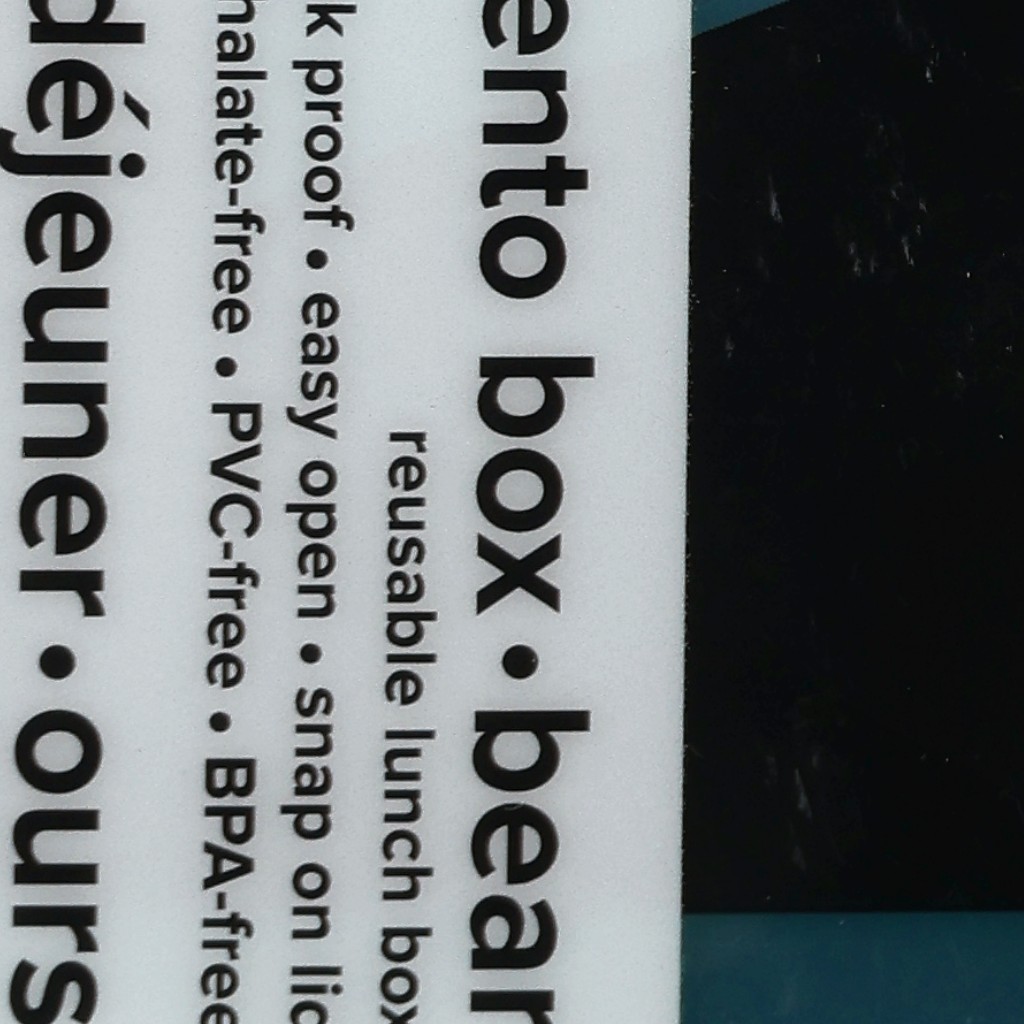 ento box • bear
reusable lunch box
k proof • easy open • snap on lid
halate-free • PVC-free • BPA-free
déjeuner • ours